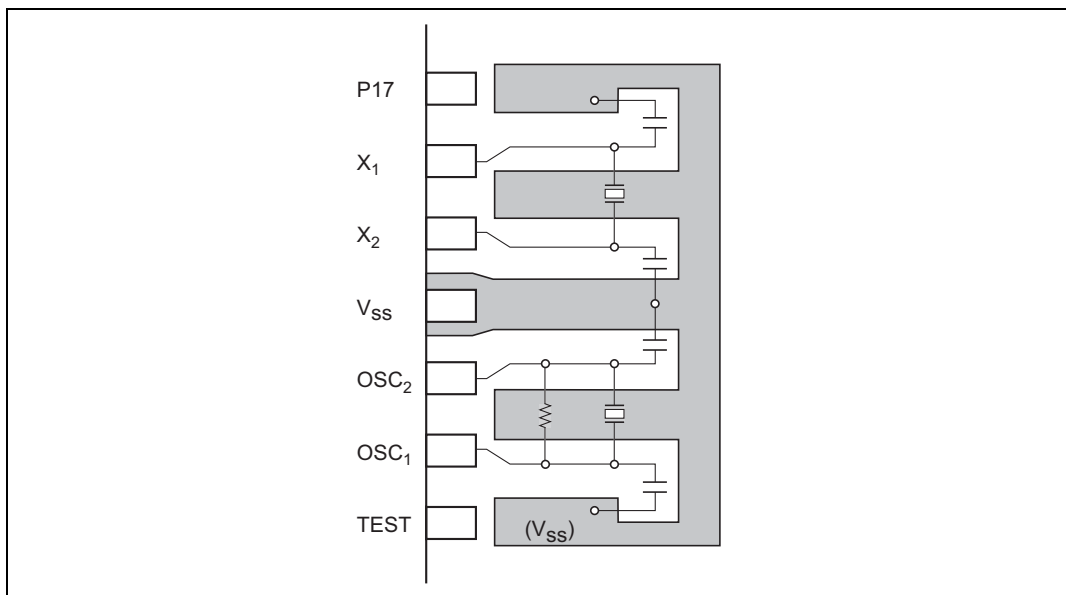 P17
X1
X2
Vss
OSC2
OSC1
TEST
(Vss)